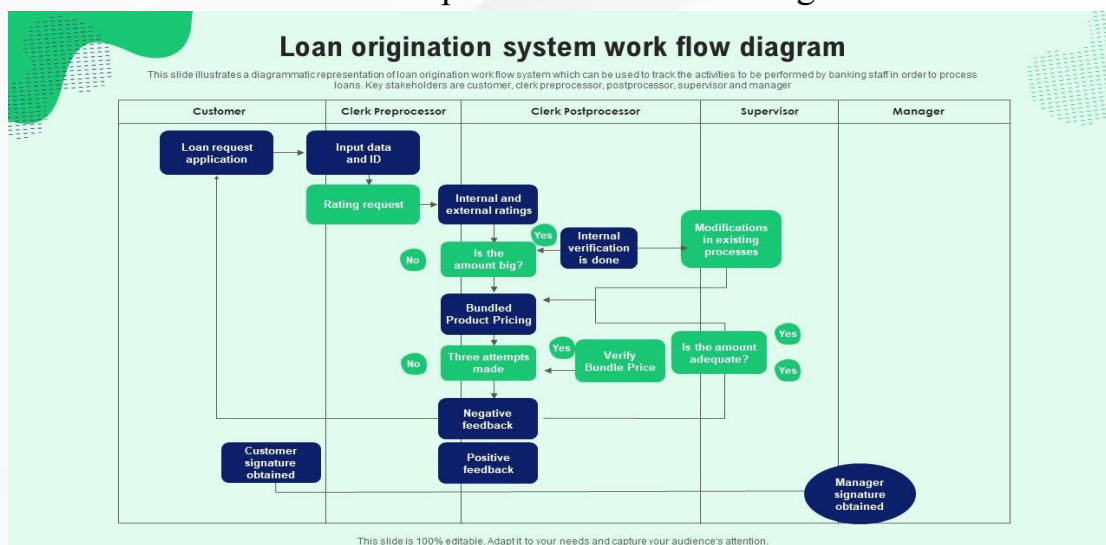 Loan origination system work flow diagram
This slide illustrates a diagrammatic representation of loan origination work flow system which can be used to track the activities to be performed by banking staff in order to process
loans. Key stakeholders are customer, clerk preprocessor, postprocessor, supervisor and manager
Customer
Clerk Preprocessor
Clerk Postprocessor
Supervisor
Manager
Loan request
application
Input data
and ID
Rating request
Internal and
external ratings
Yes
Internal
verification
is done
Modifications
in existing
processes
No
Is the
amount big?
Bundled
Product Pricing
No
Three attempts
made
Yes
Verify
Bundle Price
Is the amount
adequate?
Yes
Yes
Negative
feedback
Customer
signature
obtained
Positive
feedback
Manager
signature
obtained
This slide is 100% editable. Adapt it to your needs and capture your audience's attention.